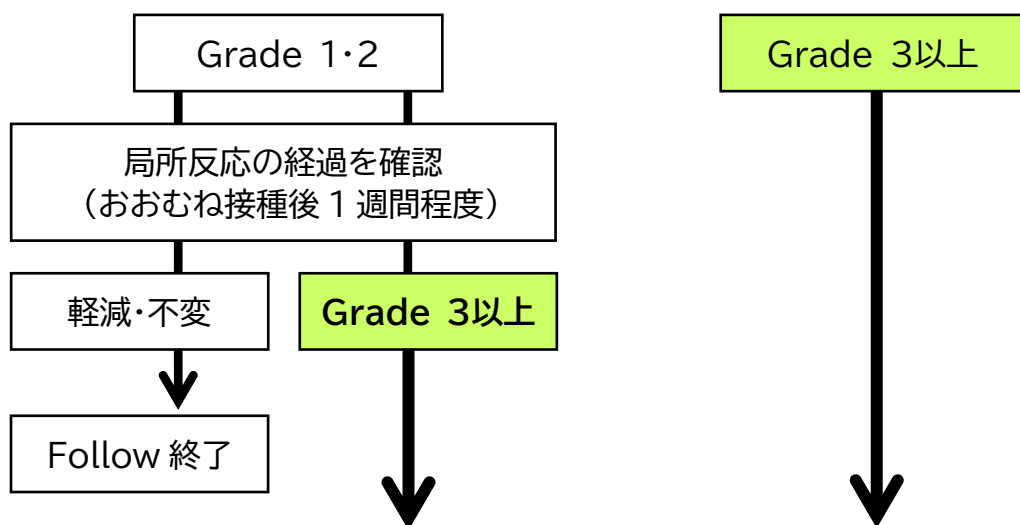 Grade 1・2
Grade 3以上
局所反応の経過を確認
（おおむね接種後１週間程度）
軽減・不変
Grade 3以上
Follow 終了